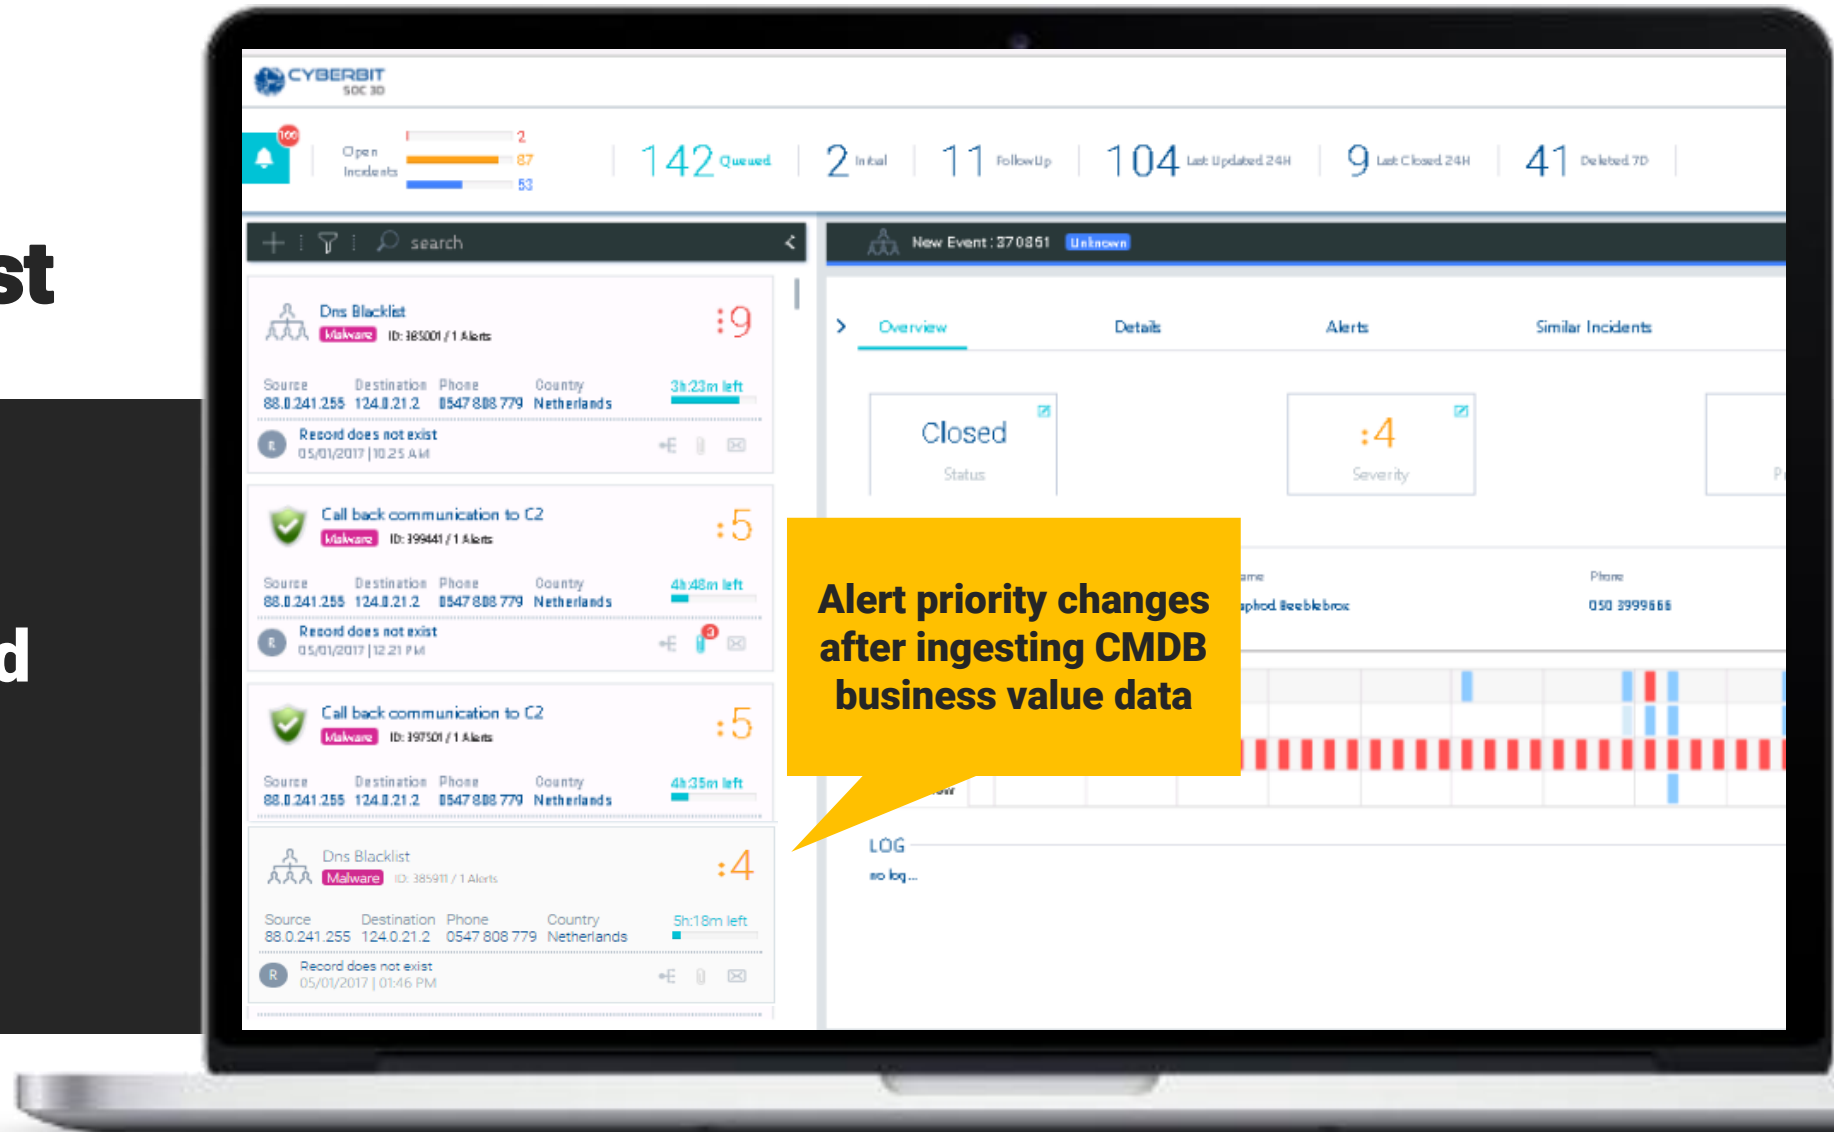 st
d
CYBERBIT
SOC 3D
100
Open
Incidents
2
87
53
142 Queued
2 Initial
11 FollowUp
104 Last Updated 24H
9 Last Closed 24H
41 Deleted 7D
search
Dns Blacklist
Malware ID: 385001 / 1 Alerts
:9
Source Destination Phone Country 3h:23m left
88.0.241.255 124.0.21.2 0547 808 779 Netherlands
R Record does not exist
05/01/2017 | 10:25 AM
Call back communication to C2
Malware ID: 399441 / 1 Alerts
:5
Source Destination Phone Country 4h:48m left
88.0.241.255 124.0.21.2 0547 808 779 Netherlands
R Record does not exist
05/01/2017 | 12:21 PM
3
Call back communication to C2
Malware ID: 397501 / 1 Alerts
:5
Source Destination Phone Country 4h:35m left
88.0.241.255 124.0.21.2 0547 808 779 Netherlands
Dns Blacklist
Malware ID: 385911 / 1 Alerts
:4
Source Destination Phone Country 5h:18m left
88.0.241.255 124.0.21.2 0547 808 779 Netherlands
R Record does not exist
05/01/2017 | 01:46 PM
New Event: 370861 Unknown
Overview Details Alerts Similar Incidents
Closed
Status
:4
Severity
P
ame
aphod Beeblebrox
Phone
050 3999666
Alert priority changes
after ingesting CMDB
business value data
LOG
no log...